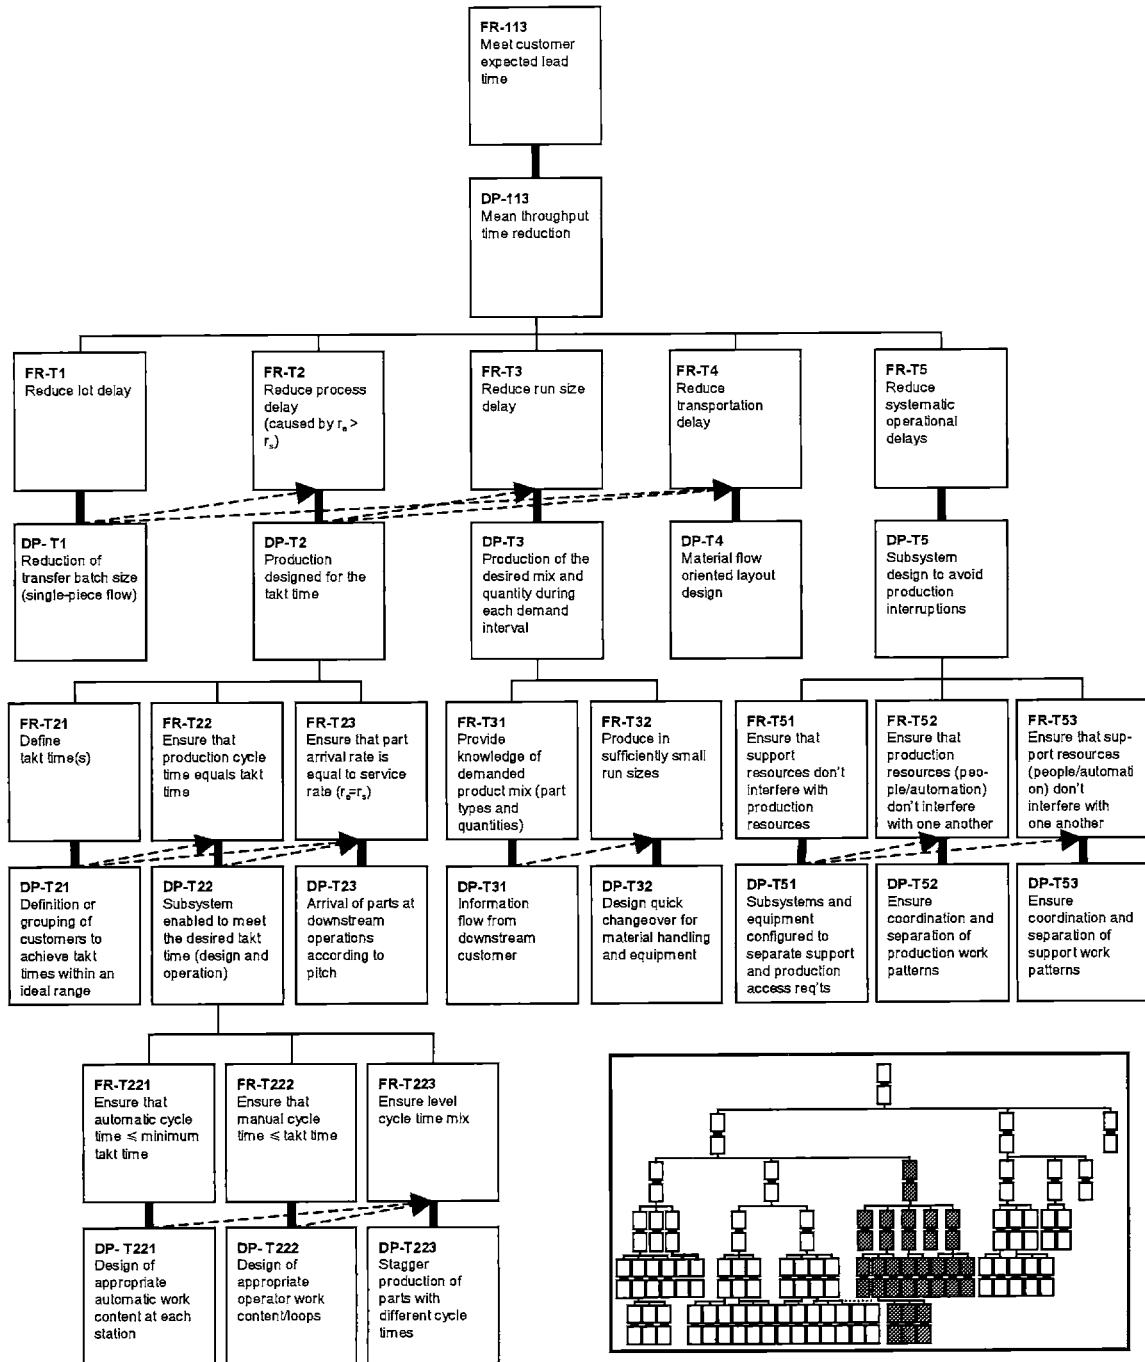 FR-113
Meet customer
expected lead
time
DP-113
Mean throughput
time reduction
FR-T1
Reduce lot delay
FR-T2
Reduce process
delay
(caused by rₐ >
rₛ)
FR-T3
Reduce run size
delay
FR-T4
Reduce
transportation
delay
FR-T5
Reduce
systematic
operational
delays
DP- T1
Reduction of
transfer batch size
(single-piece flow)
DP-T2
Production
designed for the
takt time
DP-T3
Production of the
desired mix and
quantity during
each demand
interval
DP-T4
Material flow
oriented layout
design
DP-T5
Subsystem
design to avoid
production
interruptions
FR-T21
Define
takt time(s)
FR-T22
Ensure that
production cycle
time equals takt
time
FR-T23
Ensure that part
arrival rate is
equal to service
rate (rₐ=rₛ)
FR-T31
Provide
knowledge of
demanded
product mix (part
types and
quantities)
FR-T32
Produce in
sufficiently small
run sizes
FR-T51
Ensure that
support
resources don't
interfere with
production
resources
FR-T52
Ensure that
production
resources (peo-
ple/automation)
don't interfere
with one another
FR-T53
Ensure that sup-
port resources
(people/automati
on) don't
interfere with
one another
DP-T21
Definition or
grouping of
customers to
achieve takt
times within an
ideal range
DP-T22
Subsystem
enabled to meet
the desired takt
time (design and
operation)
DP-T23
Arrival of parts at
downstream
operations
according to
pitch
DP-T31
Information
flow from
downstream
customer
DP-T32
Design quick
changeover for
material handling
and equipment
DP-T51
Subsystems and
equipment
configured to
separate support
and production
access req'ts
DP-T52
Ensure
coordination and
separation of
production work
patterns
DP-T53
Ensure
coordination and
separation of
support work
patterns
FR-T221
Ensure that
automatic cycle
time ⩽ minimum
takt time
FR-T222
Ensure that
manual cycle
time ⩽ takt time
FR-T223
Ensure level
cycle time mix
DP- T221
Design of
appropriate
automatic work
content at each
station
DP- T222
Design of
appropriate
operator work
content/loops
DP-T223
Stagger
production of
parts with
different cycle
times